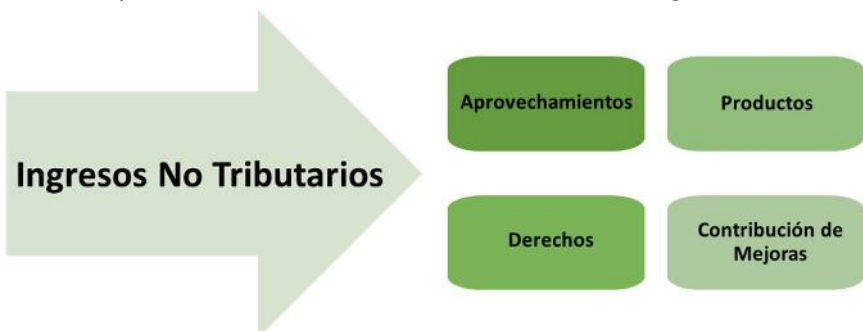 Ingresos No Tributarios
Aprovechamientos
Productos
Derechos
Contribución de
Mejoras